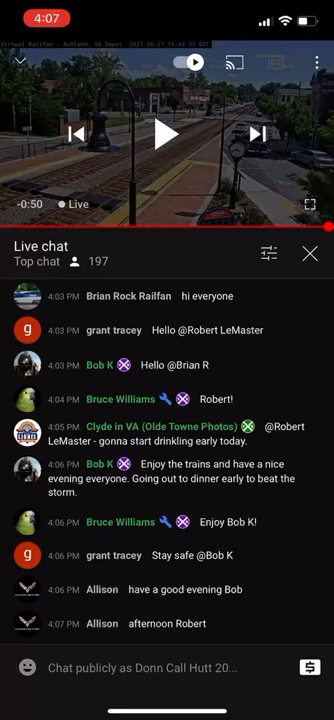 4:07
Virtual Railfan - Ashland, VA Depot 2021-06-27 15:43:33 EDT
CC
-0:50 Live
Live chat
Top chat 197
4:03 PM Brian Rock Railfan hi everyone
g 4:03 PM grant tracey Hello @Robert LeMaster
4:03 PM Bob K Hello @Brian R
4:04 PM Bruce Williams Robert!
4:05 PM Clyde in VA (Olde Towne Photos) @Robert
LeMaster - gonna start drinkling early today.
4:06 PM Bob K Enjoy the trains and have a nice
evening everyone. Going out to dinner early to beat the
storm.
4:06 PM Bruce Williams Enjoy Bob K!
g 4:06 PM grant tracey Stay safe @Bob K
4:06 PM Allison have a good evening Bob
4:07 PM Allison afternoon Robert
Chat publicly as Donn Call Hutt 20...
$